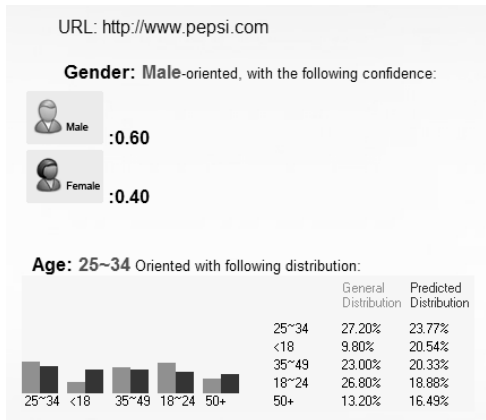 URL: http://www.pepsi.com
Gender: Male-oriented, with the following confidence:
Male :0.60
Female :0.40
Age: 25~34 Oriented with following distribution:
General Distribution Predicted Distribution
25~34 27.20% 23.77%
<18 9.80% 20.54%
35~49 23.00% 20.33%
18~24 26.80% 18.88%
50+ 13.20% 16.49%
25~34 <18 35~49 18~24 50+